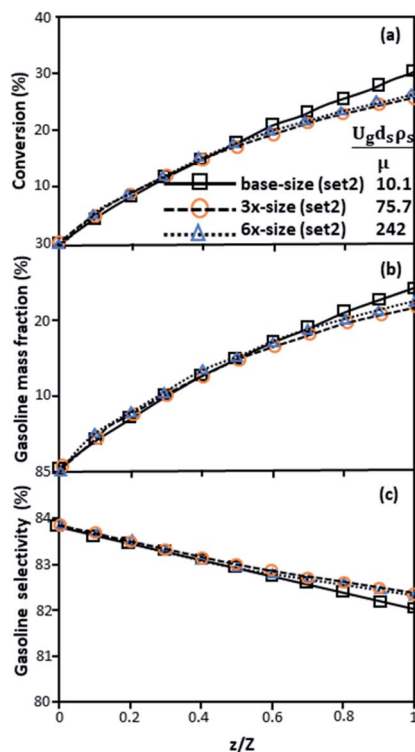 40
(a)
30
Conversion (%)
20
10
30
U_g d_s ρ_s
μ
base-size (set2) 10.1
3x-size (set2) 75.7
6x-size (set2) 242
(b)
Gasoline mass fraction (%)
20
10
85
(c)
Gasoline selectivity (%)
84
83
82
81
80
0 0.2 0.4 0.6 0.8 1
z/Z